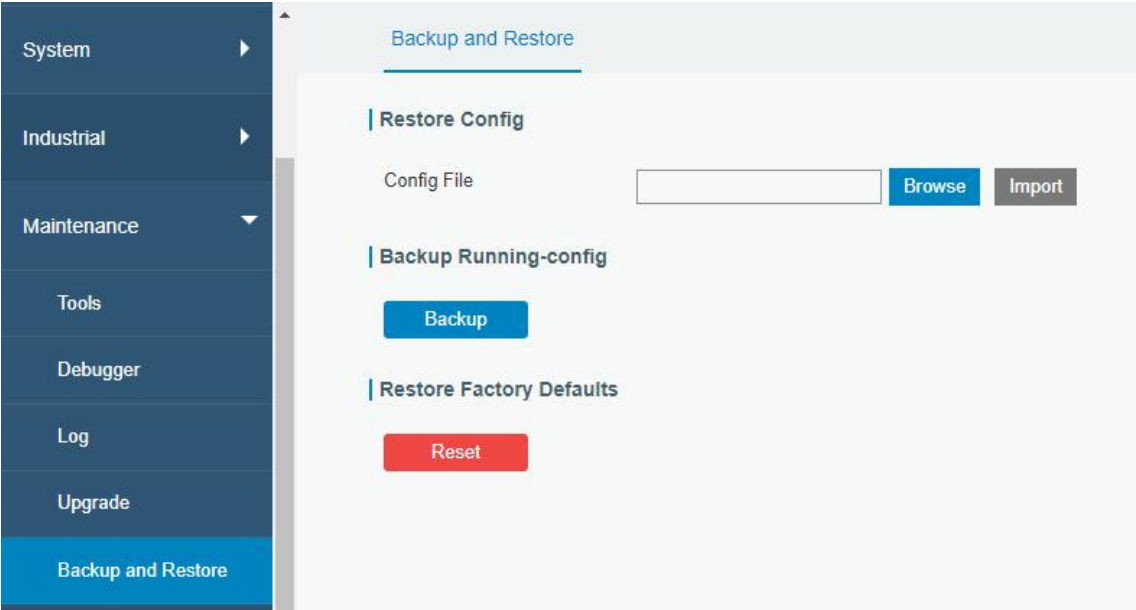 System
Industrial
Maintenance
Tools
Debugger
Log
Upgrade
Backup and Restore
Backup and Restore
Restore Config
Config File Browse Import
Backup Running-config
Backup
Restore Factory Defaults
Reset